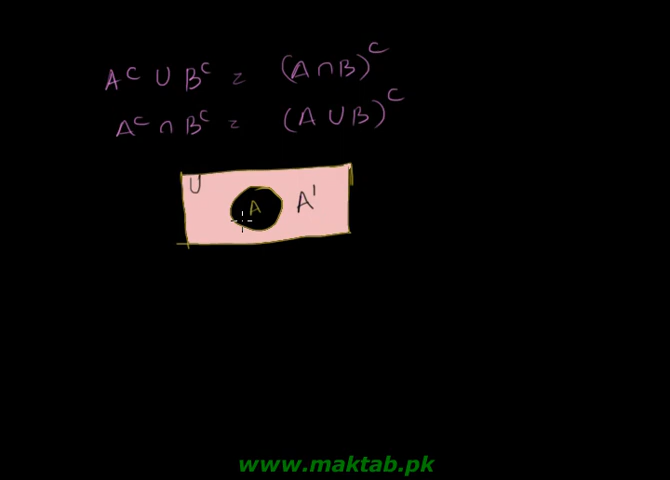 Aᶜ ∪ Bᶜ = (A ∩ B)ᶜ
Aᶜ ∩ Bᶜ = (A ∪ B)ᶜ
U
A A'
www.maktab.pk